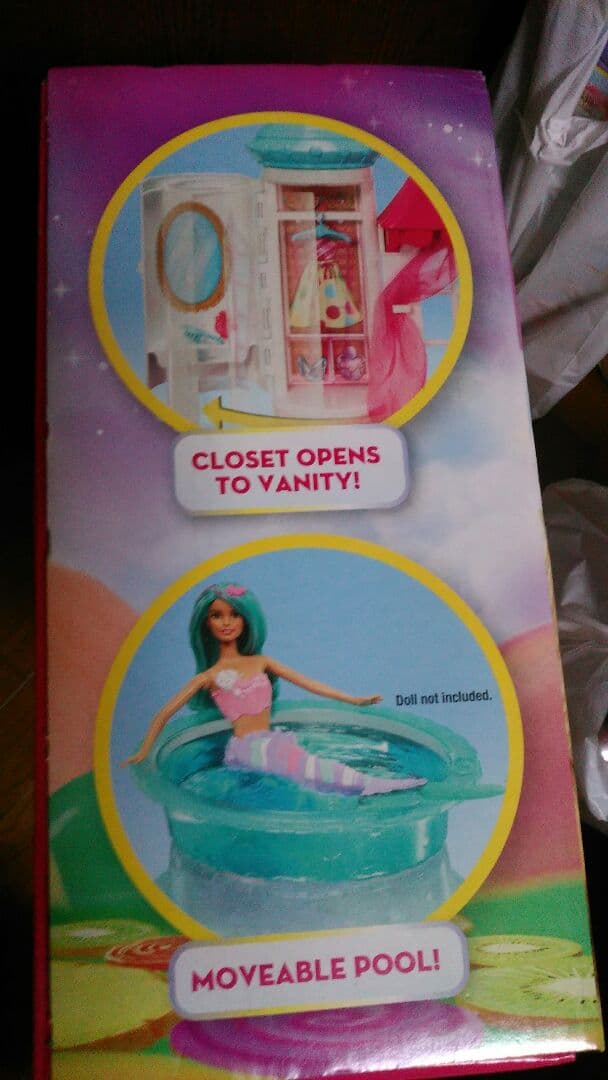 CLOSET OPENS
TO VANITY!
Doll not included.
MOVEABLE POOL!